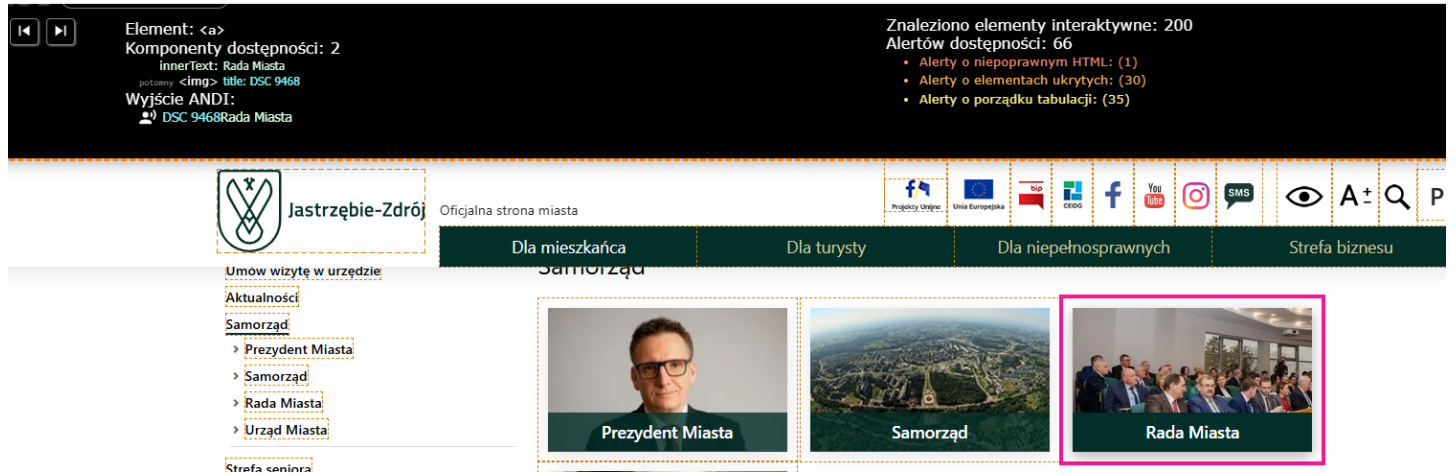 Element: <a>
Komponenty dostępności: 2
innerText: Rada Miasta
potomny <img> title: DSC 9468
Wyjście ANDI:
DSC 9468Rada Miasta
Znaleziono elementy interaktywne: 200
Alertów dostępności: 66
• Alerty o niepoprawnym HTML: (1)
• Alerty o elementach ukrytych: (30)
• Alerty o porządku tabulacji: (35)
Jastrzębie-Zdrój
Oficjalna strona miasta
Projekty Unijne
Unia Europejska
bip
CEIDG
You Tube
SMS
A±
P
Dla mieszkańca
Dla turysty
Dla niepełnosprawnych
Strefa biznesu
Umów wizytę w urzędzie
Aktualności
Samorząd
Prezydent Miasta
Samorząd
Rada Miasta
Urząd Miasta
Strefa seniora
Samorząd
Prezydent Miasta
Samorząd
Rada Miasta